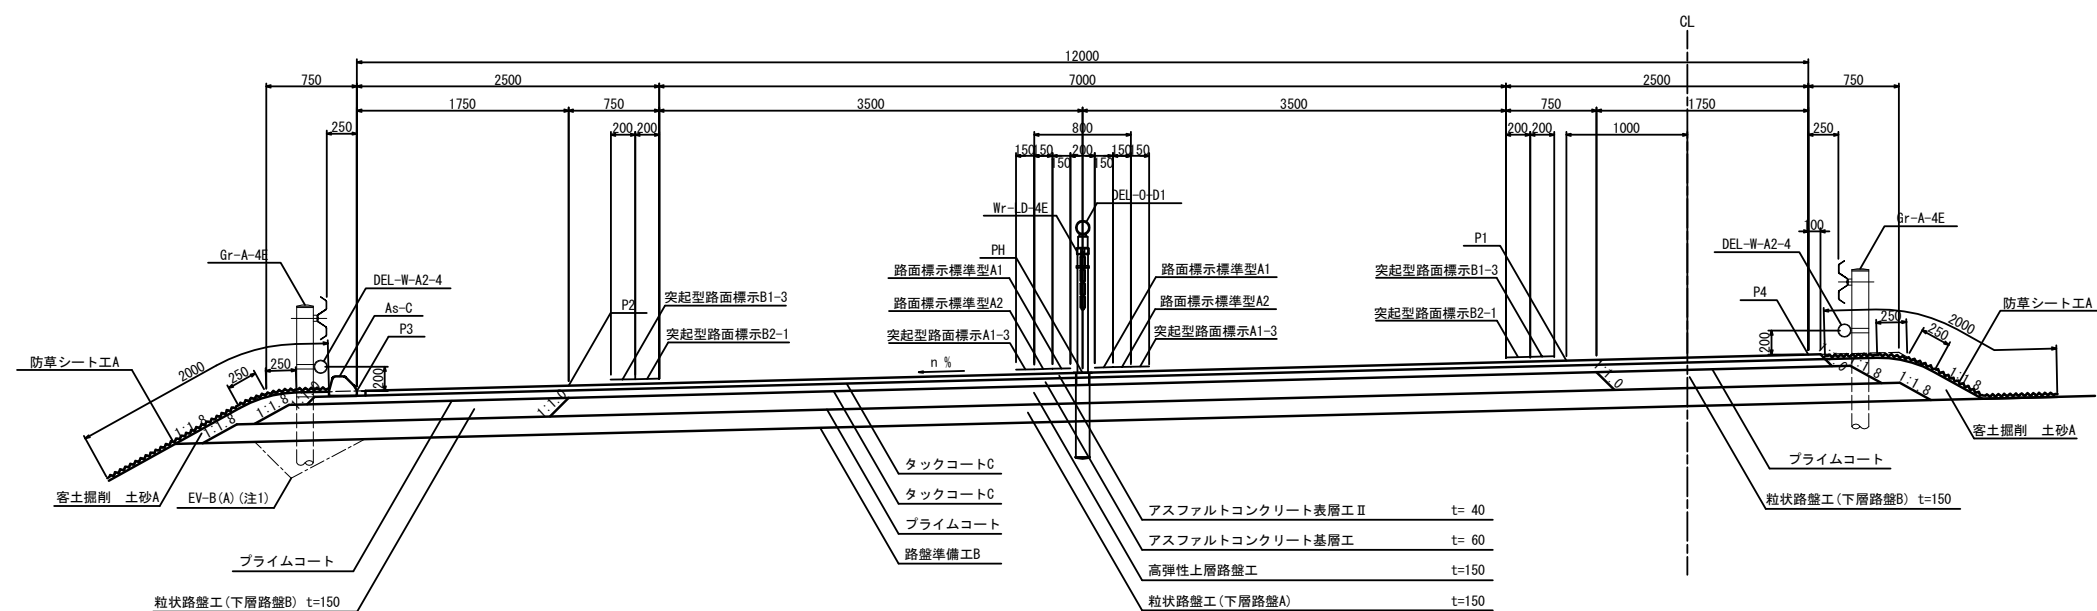 CL
12000
750
2500
7000
2500
750
1750
750
3500
3500
750
1750
250
200
200
800
200
200
1000
250
150
150
150
200
150
150
150
Wr-LD-4E
DEL-O-D1
Gr-A-4E
100
P1
DEL-W-A2-4
Gr-A-4E
PH
路面標示標準型A1
路面標示標準型A1
突起型路面標示B1-3
DEL-W-A2-4
突起型路面標示B1-3
P2
As-C
路面標示標準型A2
路面標示標準型A2
P4
防草シート工A
突起型路面標示B2-1
P3
突起型路面標示B2-1
突起型路面標示A1-3
突起型路面標示A1-3
250
2000
250
200
防草シート工A
2000
250
250
200
n %
1:1.0
1:1.8
1:1.8
1:1.8
1:1.0
1:1.8
1:1.8
1:1.8
1:1.0
1:1.0
客土掘削 土砂A
客土掘削 土砂A
EV-B(A)(注1)
タックコートC
プライムコート
タックコートC
粒状路盤工(下層路盤B) t=150
アスファルトコンクリート表層工Ⅱ t= 40
プライムコート
アスファルトコンクリート基層工 t= 60
プライムコート
路盤準備工B
高弾性上層路盤工 t=150
粒状路盤工(下層路盤B) t=150
粒状路盤工(下層路盤A) t=150